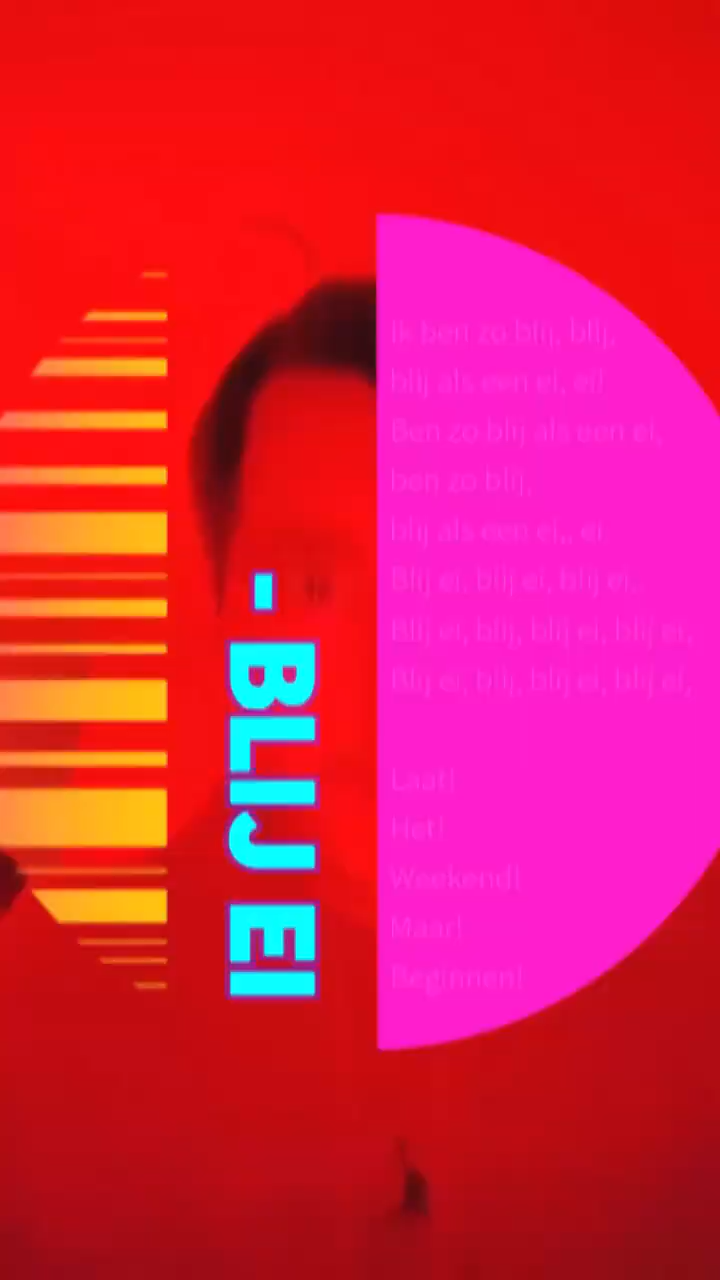 - BLIJ EI
Ik ben zo blij, blij,
blij als een ei, ei!
Ben zo blij als een ei,
ben zo blij,
blij als een ei,, ei
Blij ei, blij ei, blij ei,
Blij ei, blij, blij ei, blij ei,
Blij ei, blij, blij ei, blij ei,
Laat!
Het!
Weekend!
Maar!
Beginnen!